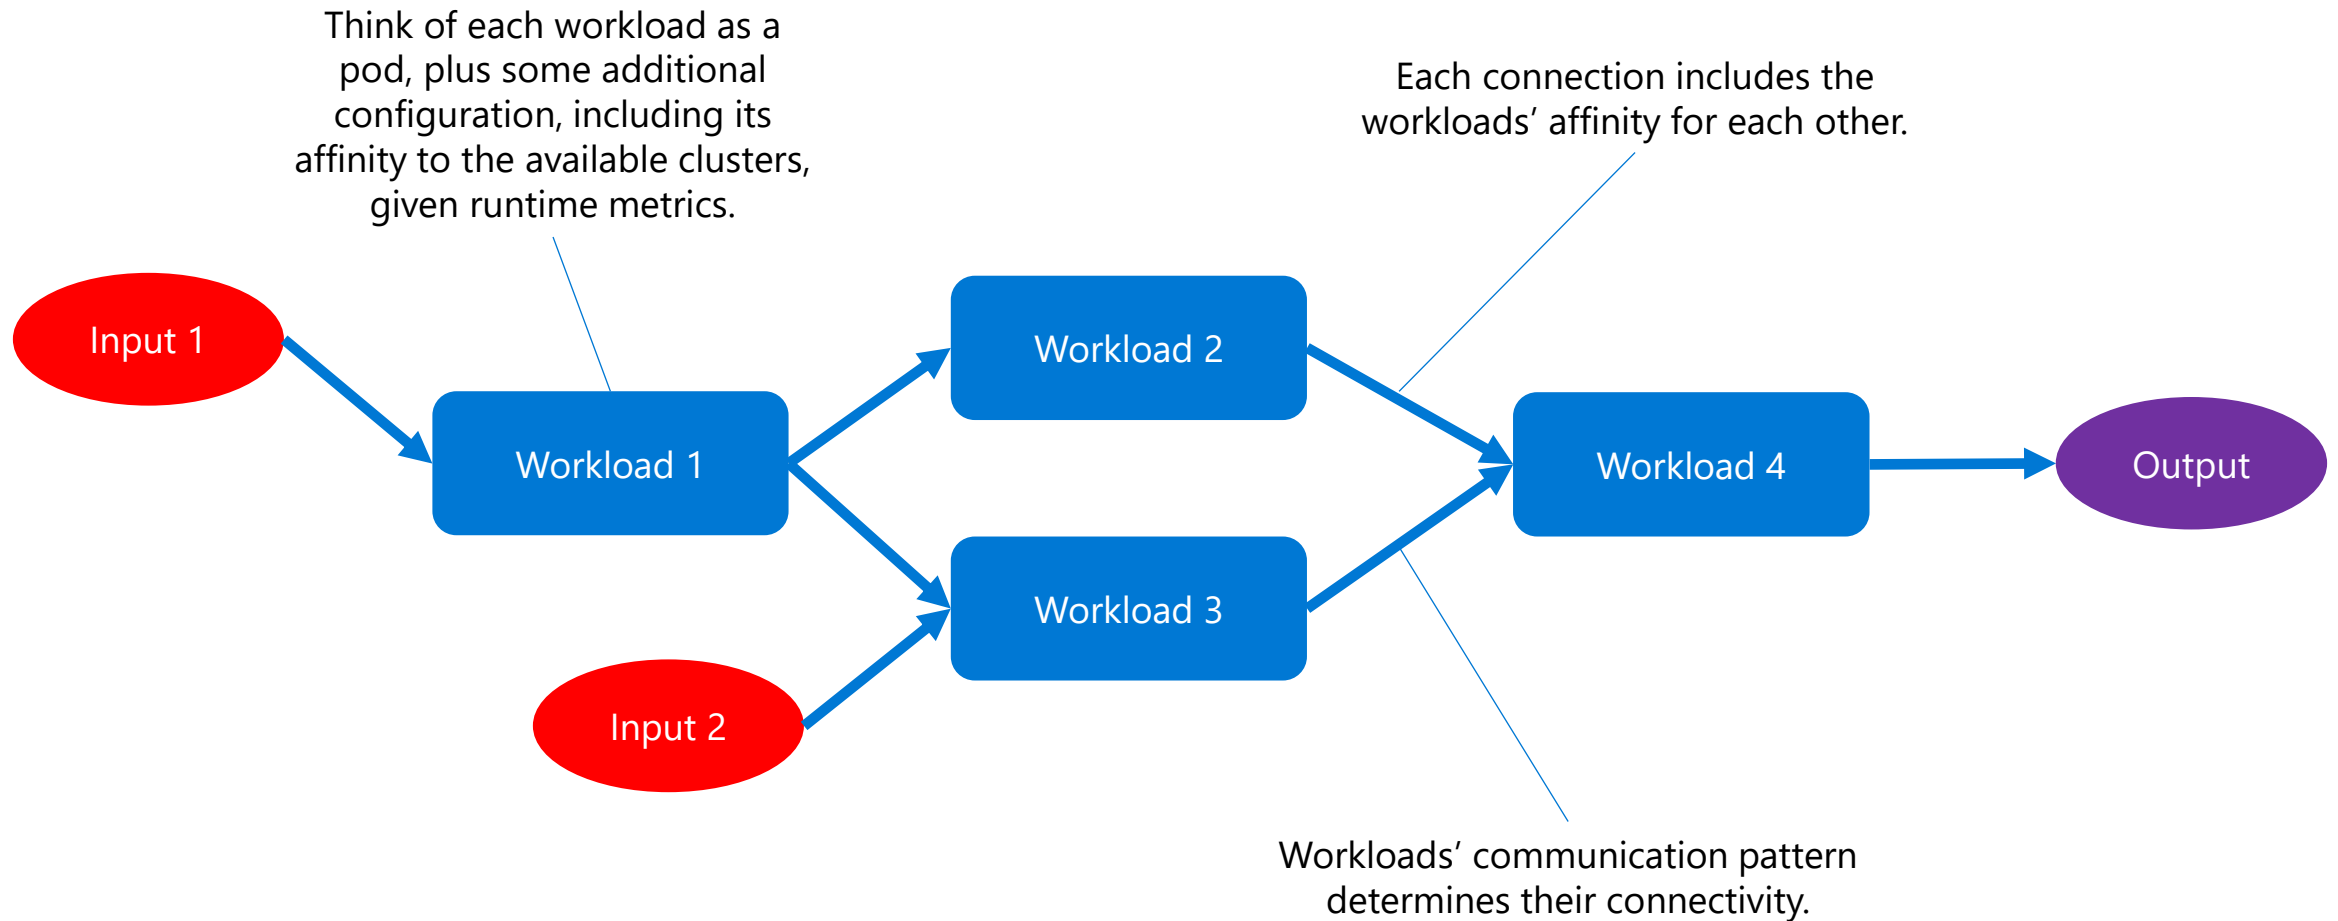 Think of each workload as a
pod, plus some additional
configuration, including its
affinity to the available clusters,
given runtime metrics.
Each connection includes the
workloads’ affinity for each other.
Input 1
Workload 1
Workload 2
Workload 3
Input 2
Workload 4
Output
Workloads’ communication pattern
determines their connectivity.